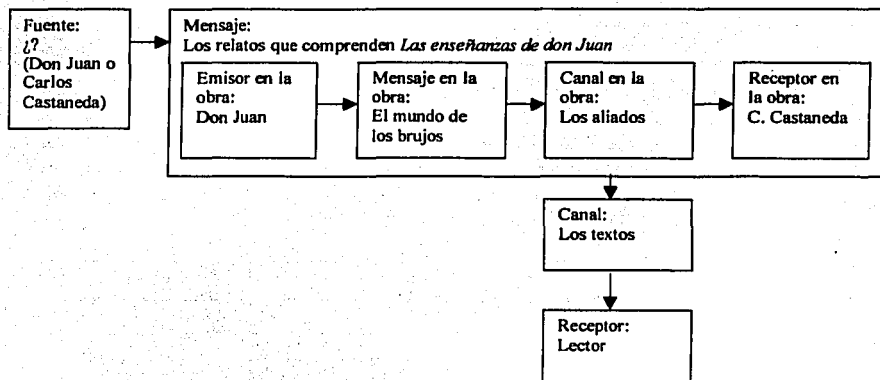 Fuente:
¿?
(Don Juan o
Carlos
Castaneda)
Mensaje:
Los relatos que comprenden Las enseñanzas de don Juan
Emisor en la
obra:
Don Juan
Mensaje en la
obra:
El mundo de
los brujos
Canal en la
obra:
Los aliados
Receptor en
la obra:
C. Castaneda
Canal:
Los textos
Receptor:
Lector